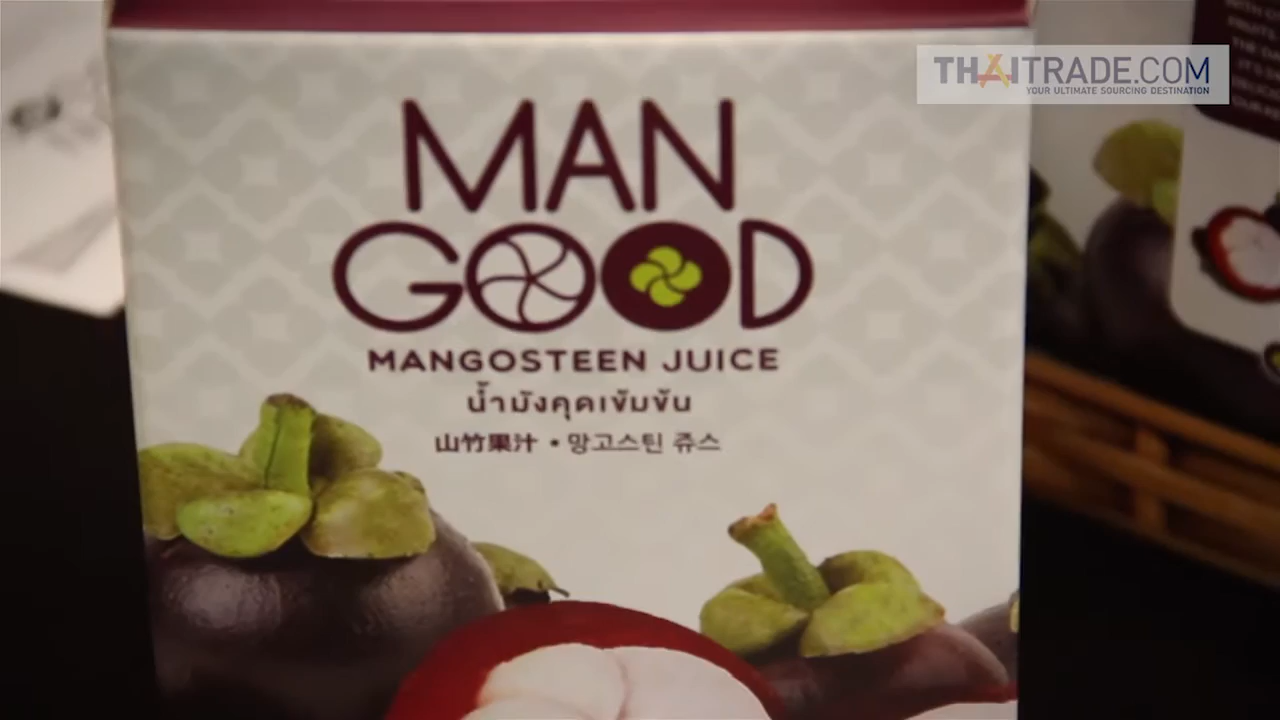 THAITRADE.COM
YOUR ULTIMATE SOURCING DESTINATION
MAN
GOOD
MANGOSTEEN JUICE
น้ำมังคุดเข้มข้น
山竹果汁 • 망고스틴 쥬스